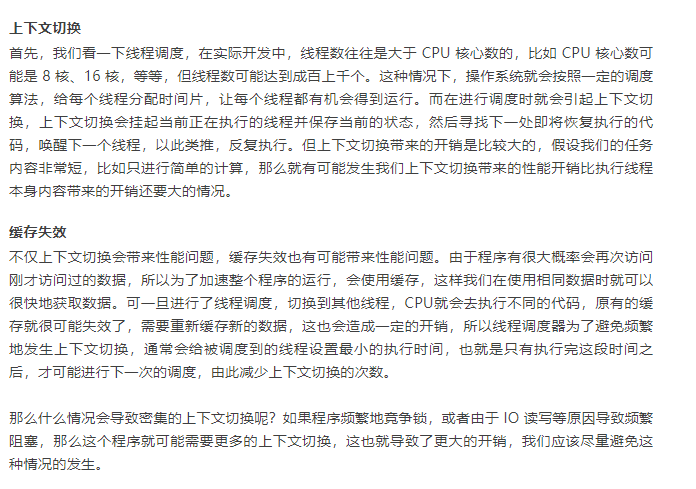 上下文切换
首先，我们看一下线程调度，在实际开发中，线程数往往是大于 CPU 核心数的，比如 CPU 核心数可
能是 8 核、16 核，等等，但线程数可能达到成百上千个。这种情况下，操作系统就会按照一定的调度
算法，给每个线程分配时间片，让每个线程都有机会得到运行。而在进行调度时就会引起上下文切
换，上下文切换会挂起当前正在执行的线程并保存当前的状态，然后寻找下一处即将恢复执行的代
码，唤醒下一个线程，以此类推，反复执行。但上下文切换带来的开销是比较大的，假设我们的任务
内容非常短，比如只进行简单的计算，那么就有可能发生我们上下文切换带来的性能开销比执行线程
本身内容带来的开销还要大的情况。
缓存失效
不仅上下文切换会带来性能问题，缓存失效也有可能带来性能问题。由于程序有很大概率会再次访问
刚才访问过的数据，所以为了加速整个程序的运行，会使用缓存，这样我们在使用相同数据时就可以
很快地获取数据。可一旦进行了线程调度，切换到其他线程，CPU就会去执行不同的代码，原有的缓
存就很可能失效了，需要重新缓存新的数据，这也会造成一定的开销，所以线程调度器为了避免频繁
地发生上下文切换，通常会给被调度到的线程设置最小的执行时间，也就是只有执行完这段时间之
后，才可能进行下一次的调度，由此减少上下文切换的次数。
那么什么情况会导致密集的上下文切换呢？如果程序频繁地竞争锁，或者由于 IO 读写等原因导致频繁
阻塞，那么这个程序就可能需要更多的上下文切换，这也就导致了更大的开销，我们应该尽量避免这
种情况的发生。